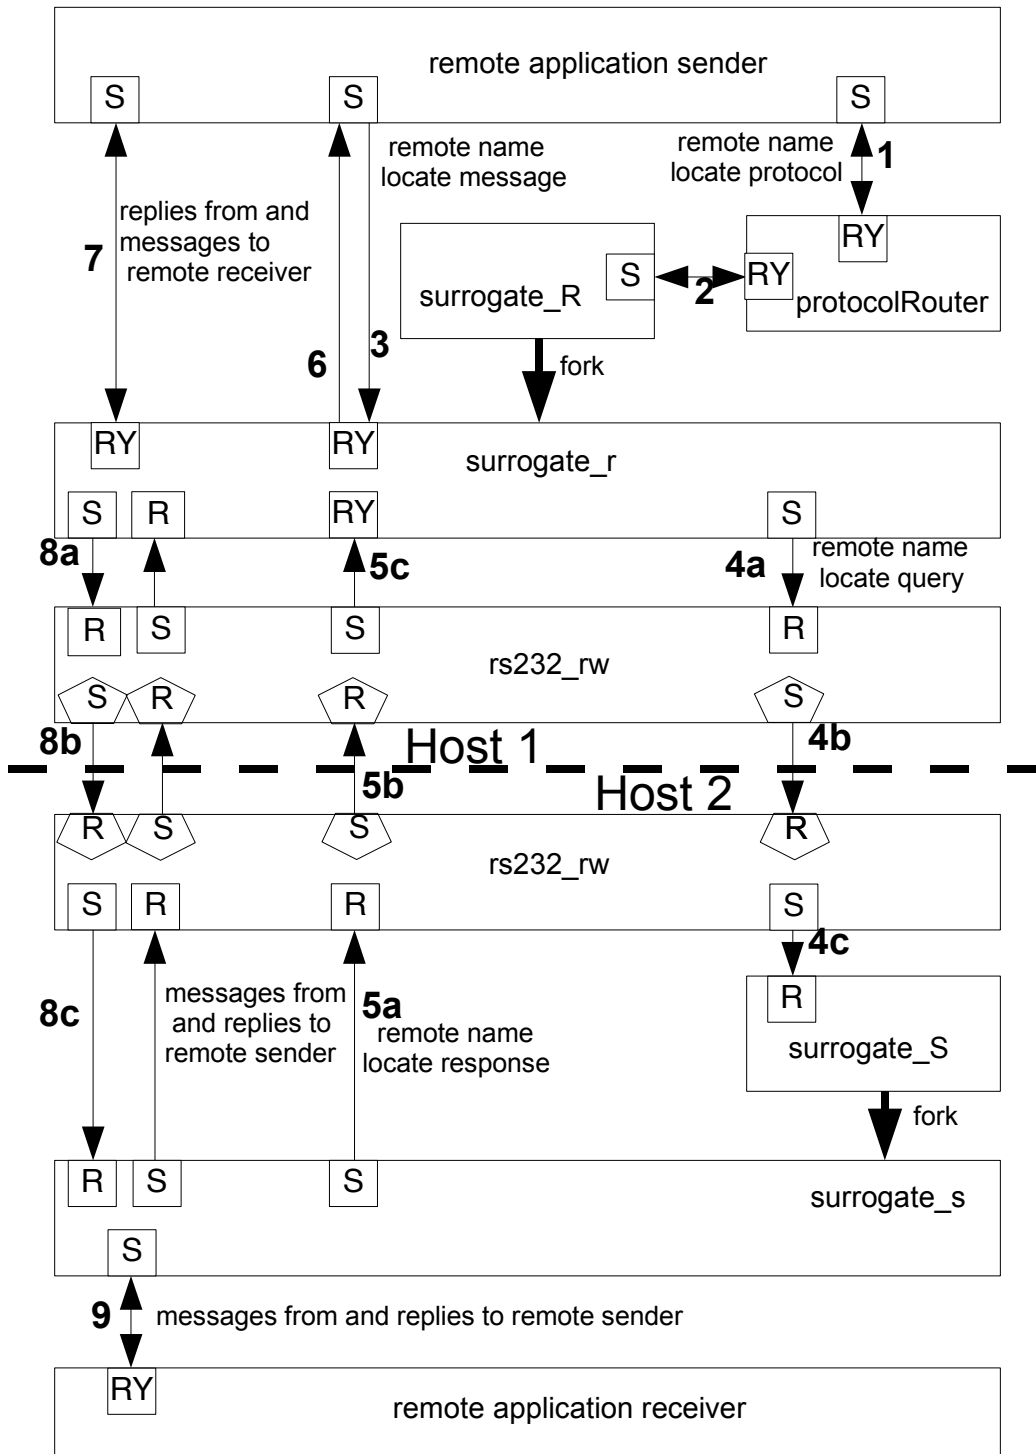 remote application sender
S
S
S
remote name
locate message
remote name
locate protocol
1
replies from and
messages to
remote receiver
7
RY
S
RY
2
surrogate_R
protocolRouter
6
3
fork
RY
RY
surrogate_r
S
R
RY
S
8a
5c
4a
remote name
locate query
R
S
S
R
rs232_rw
S
R
R
S
8b
Host 1
4b
5b
Host 2
R
S
S
R
rs232_rw
S
R
R
S
4c
8c
messages from
and replies to
remote sender
5a
remote name
locate response
R
surrogate_S
fork
R
S
S
surrogate_s
S
9
messages from and replies to remote sender
RY
remote application receiver